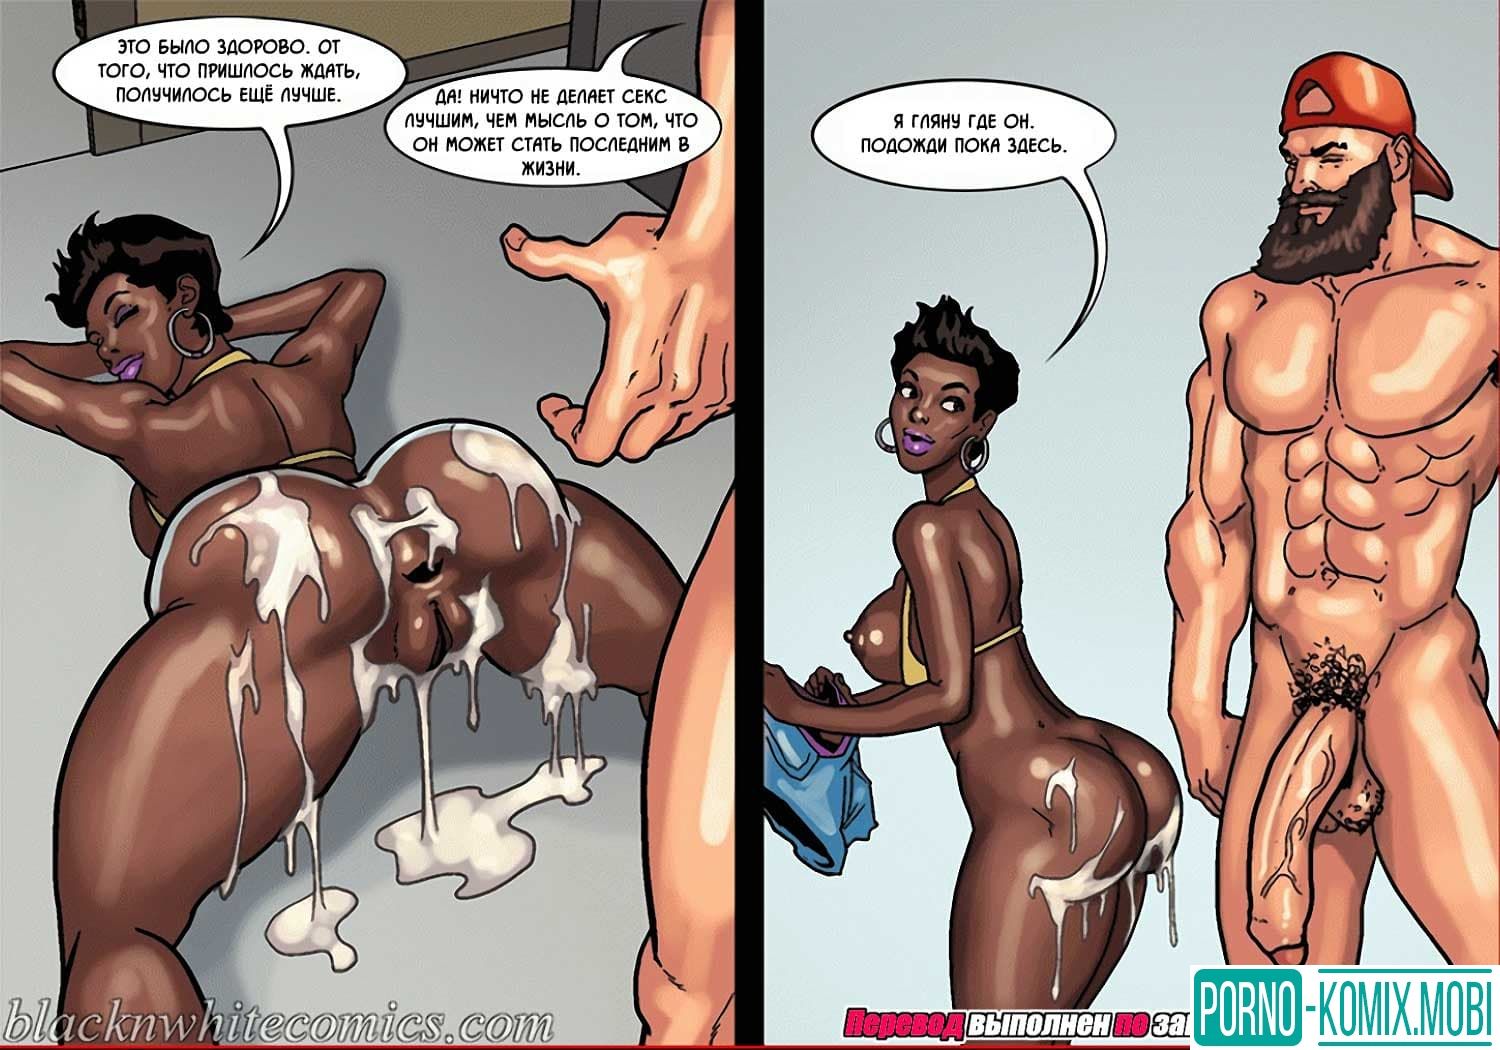 ЭТО БЫЛО ЗДОРОВО. ОТ
ТОГО, ЧТО ПРИШЛОСЬ ЖДАТЬ,
ПОЛУЧИЛОСЬ ЕЩЁ ЛУЧШЕ.
ДА! НИЧТО НЕ ДЕЛАЕТ СЕКС
ЛУЧШИМ, ЧЕМ МЫСЛЬ О ТОМ, ЧТО
ОН МОЖЕТ СТАТЬ ПОСЛЕДНИМ В
ЖИЗНИ.
Я ГЛЯНУ ГДЕ ОН.
ПОДОЖДИ ПОКА ЗДЕСЬ.
blacknwhitecomics.com
Перевод выполнен по
PORNO-KOMIX.MOBI